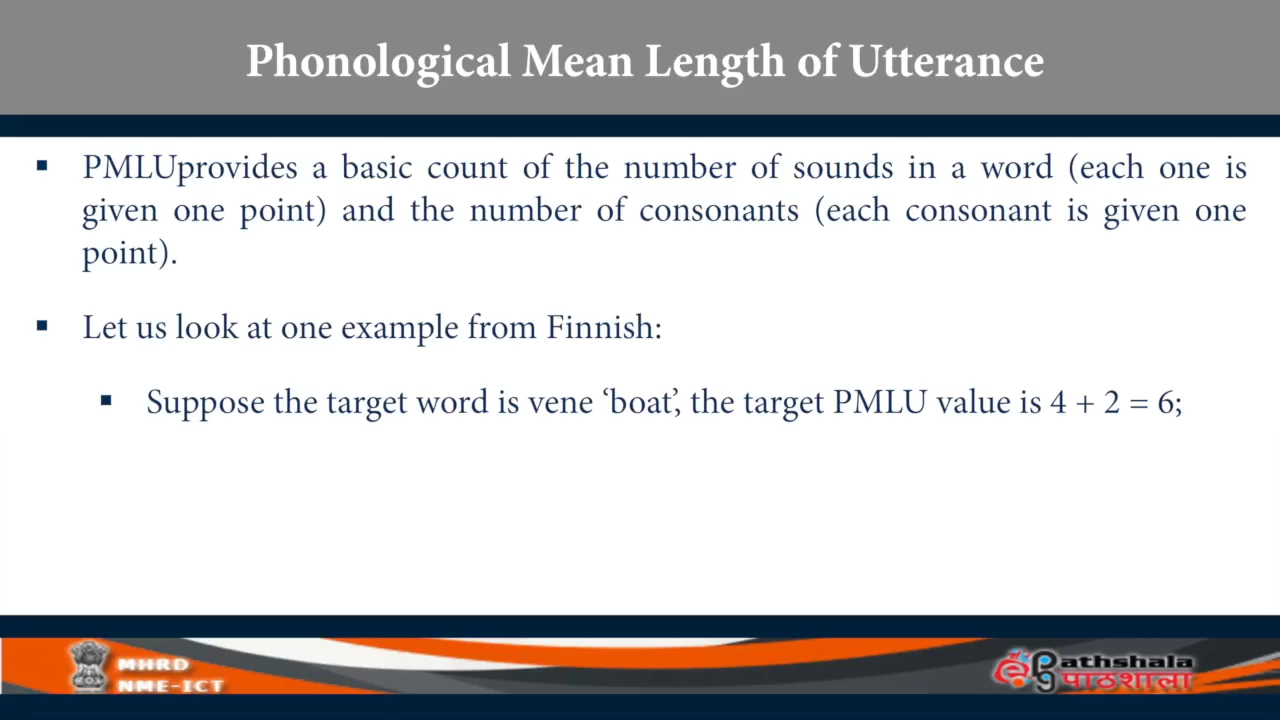 Phonological Mean Length of Utterance
▪ PMLUprovides a basic count of the number of sounds in a word (each one is
given one point) and the number of consonants (each consonant is given one
point).
▪ Let us look at one example from Finnish:
▪ Suppose the target word is vene ‘boat’, the target PMLU value is 4 + 2 = 6;
MHRD
NME-ICT
Pathshala
पाठशाला